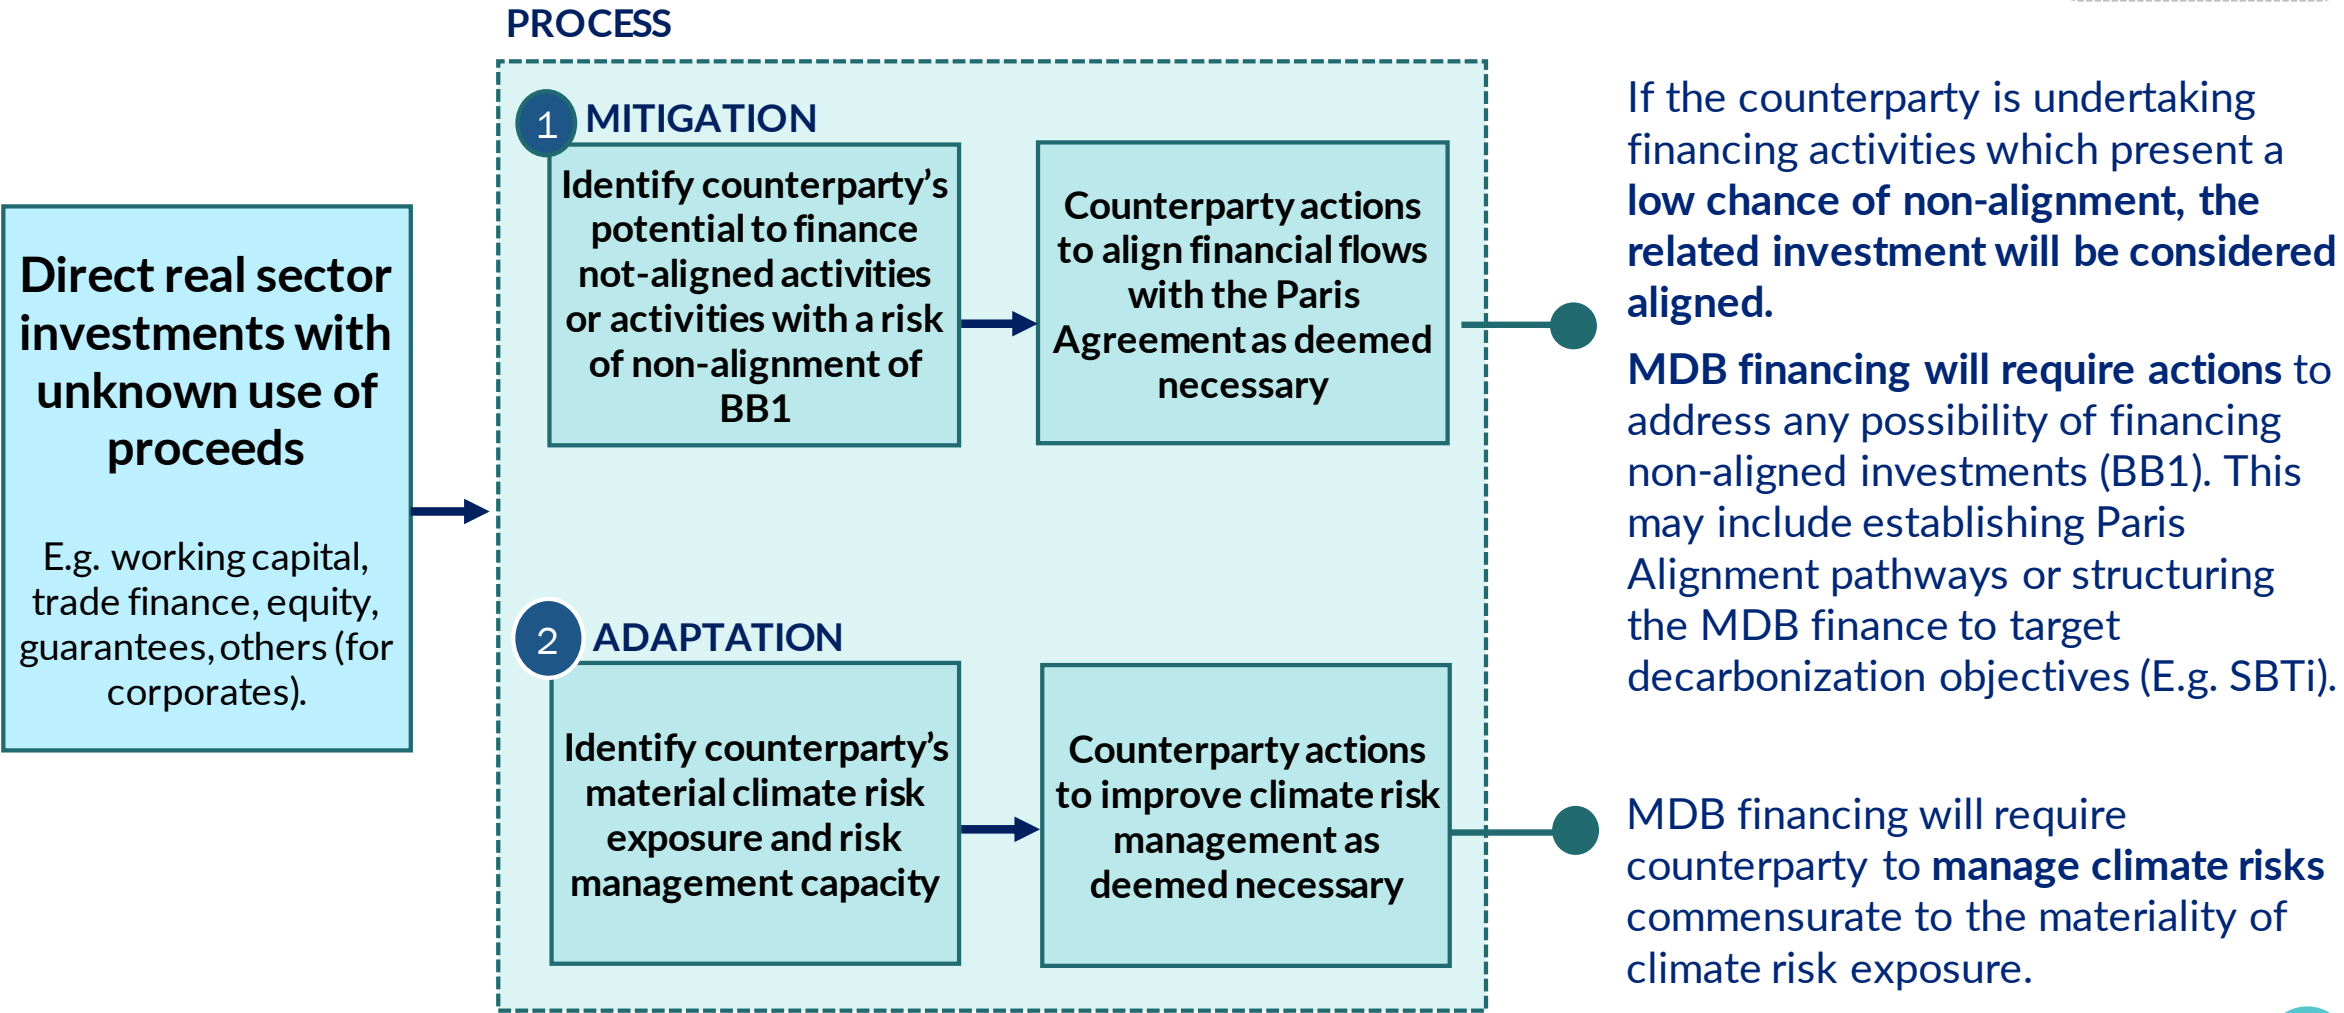 PROCESS
Direct real sector
investments with
unknown use of
proceeds
E.g. working capital,
trade finance, equity,
guarantees, others (for
corporates).
1 MITIGATION
Identify counterparty’s
potential to finance
not-aligned activities
or activities with a risk
of non-alignment of
BB1
Counterparty actions
to align financial flows
with the Paris
Agreement as deemed
necessary
If the counterparty is undertaking
financing activities which present a
low chance of non-alignment, the
related investment will be considered
aligned.
MDB financing will require actions to
address any possibility of financing
non-aligned investments (BB1). This
may include establishing Paris
Alignment pathways or structuring
the MDB finance to target
decarbonization objectives (E.g. SBTi).
2 ADAPTATION
Identify counterparty’s
material climate risk
exposure and risk
management capacity
Counterparty actions
to improve climate risk
management as
deemed necessary
MDB financing will require
counterparty to manage climate risks
commensurate to the materiality of
climate risk exposure.